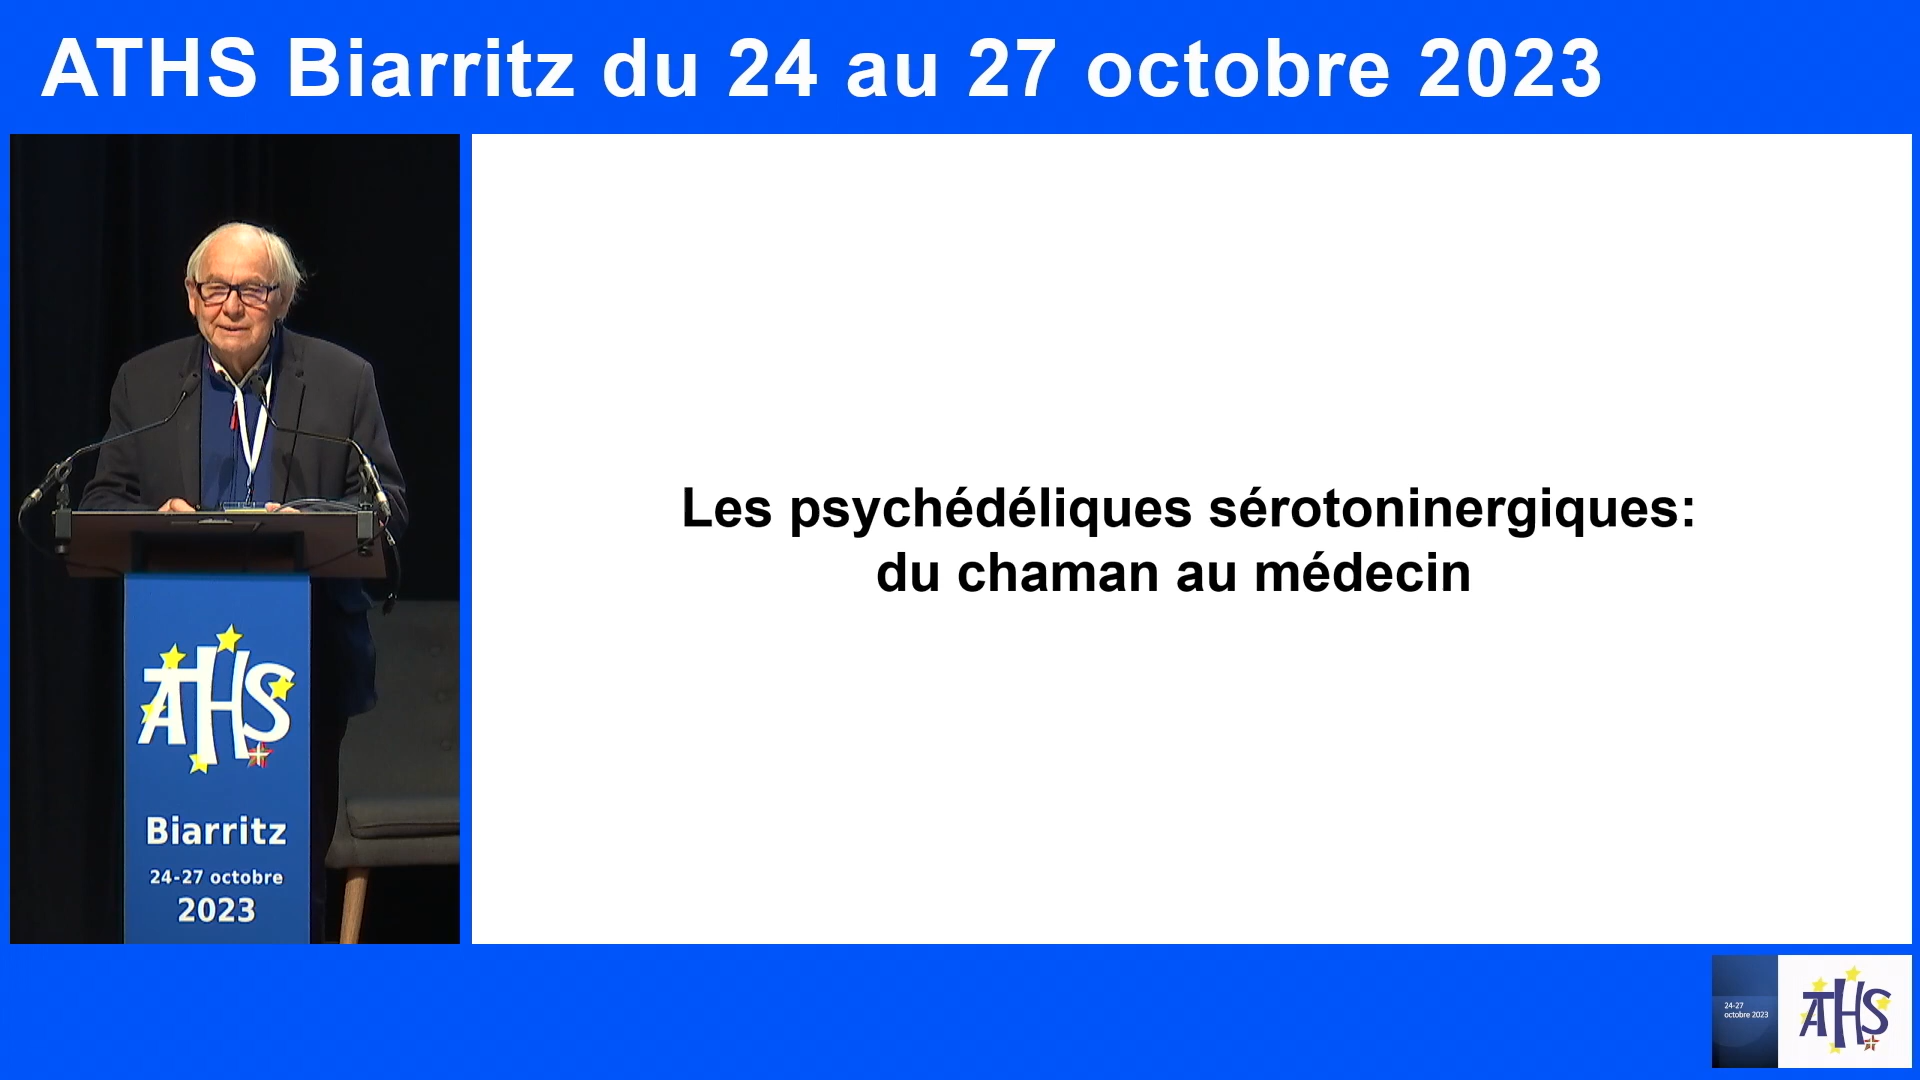 ATHS Biarritz du 24 au 27 octobre 2023
Les psychédéliques sérotoninergiques:
du chaman au médecin
ATHS
Biarritz
24-27 octobre
2023
24-27
octobre 2023
ATHS